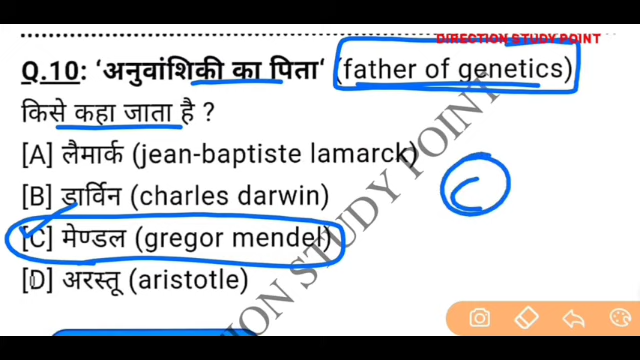 DIRECTION STUDY POINT
Q.10: ‘अनुवांशिकी का पिता‘ (father of genetics)
किसे कहा जाता है ?
[A] लैमार्क (jean-baptiste lamarck)
[B] डार्विन (charles darwin)
[C] मेण्डल (gregor mendel)
[D] अरस्तू (aristotle)
C